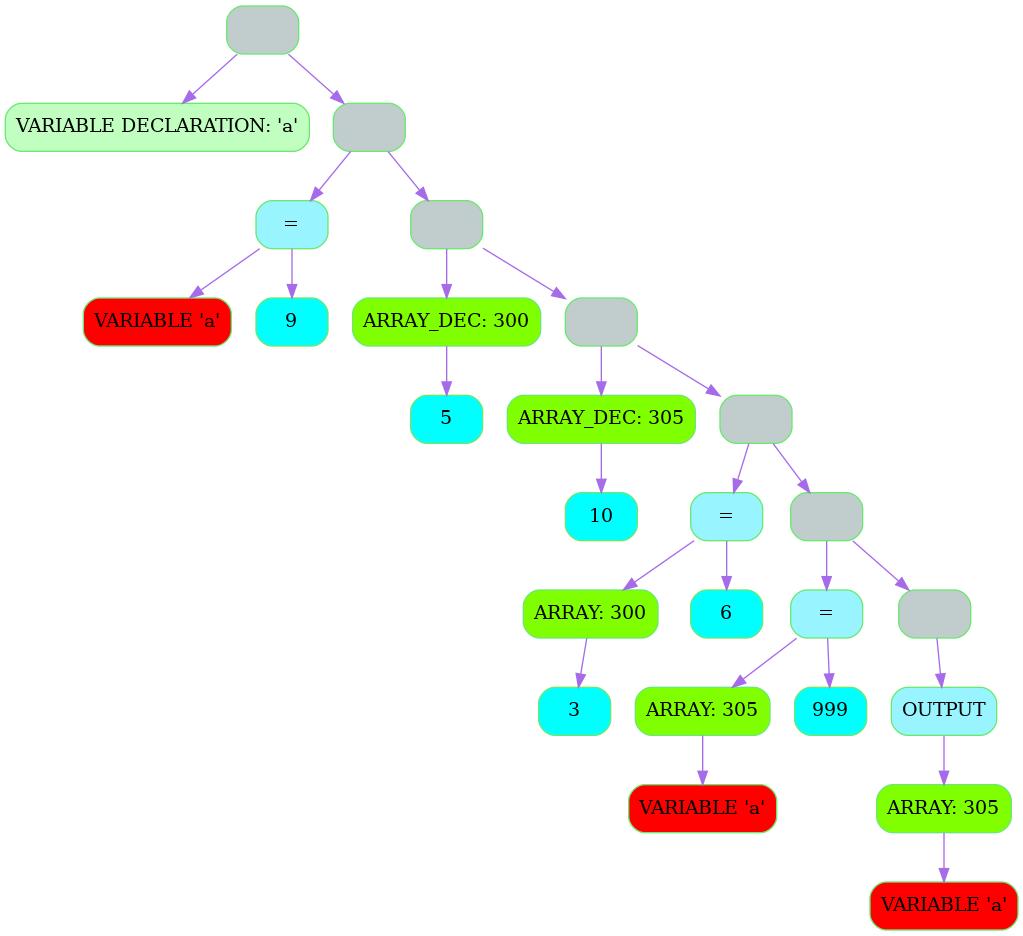 VARIABLE DECLARATION: 'a'
=
VARIABLE 'a'
9
ARRAY_DEC: 300
5
ARRAY_DEC: 305
10
=
ARRAY: 300
6
=
3
ARRAY: 305
999
OUTPUT
VARIABLE 'a'
ARRAY: 305
VARIABLE 'a'